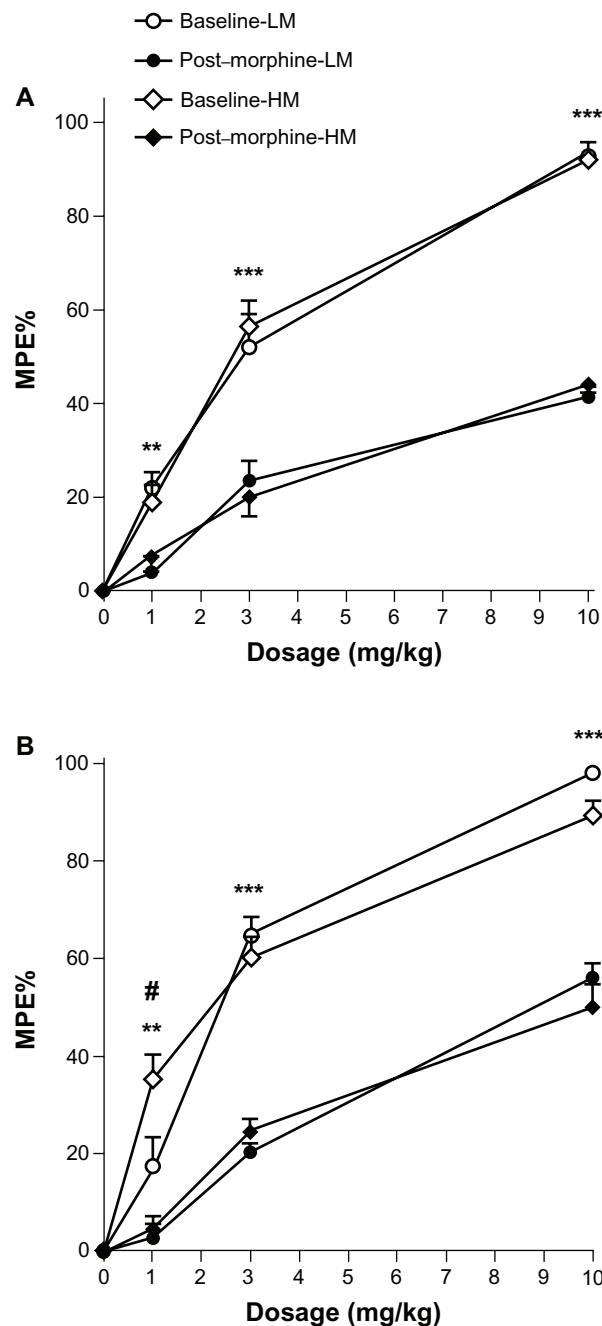 Baseline-LM
Post–morphine-LM
Baseline-HM
Post–morphine-HM
A
100
80
60
40
20
0
MPE%
**
***
***
0 1 2 3 4 5 6 7 8 9 10
Dosage (mg/kg)
B
100
80
60
40
20
0
MPE%
#
**
***
***
0 1 2 3 4 5 6 7 8 9 10
Dosage (mg/kg)